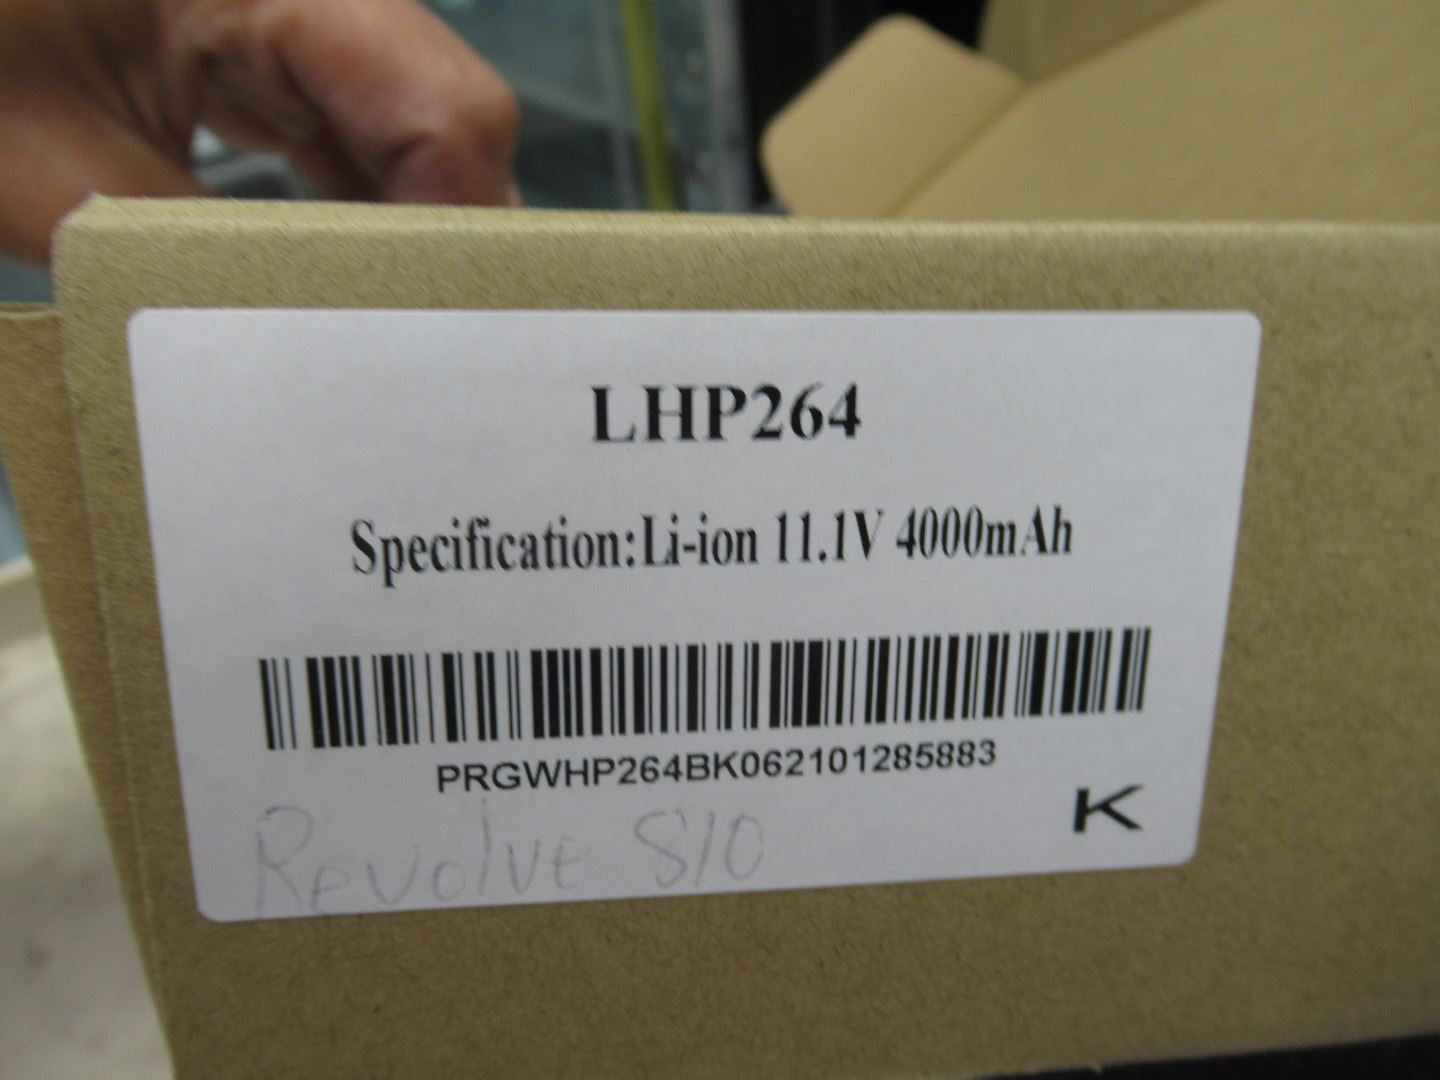 LHP264
Specification:Li-ion 11.1V 4000mAh
PRGWHP264BK062101285883
K
Revolve 810